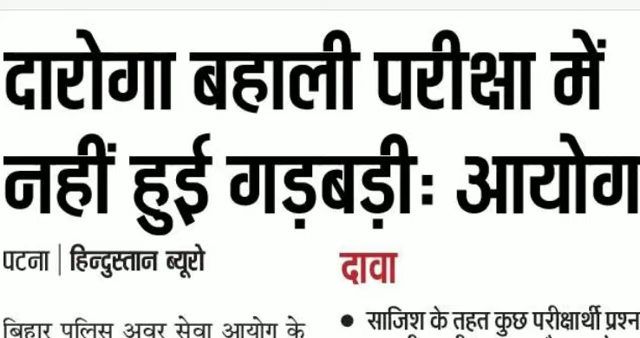 दारोगा बहाली परीक्षा में
नहीं हुई गड़बड़ीः आयोग
पटना | हिन्दुस्तान ब्यूरो
दावा
बिहार पुलिस अवर सेवा आयोग के
● साजिश के तहत कुछ परीक्षार्थी प्रश्न